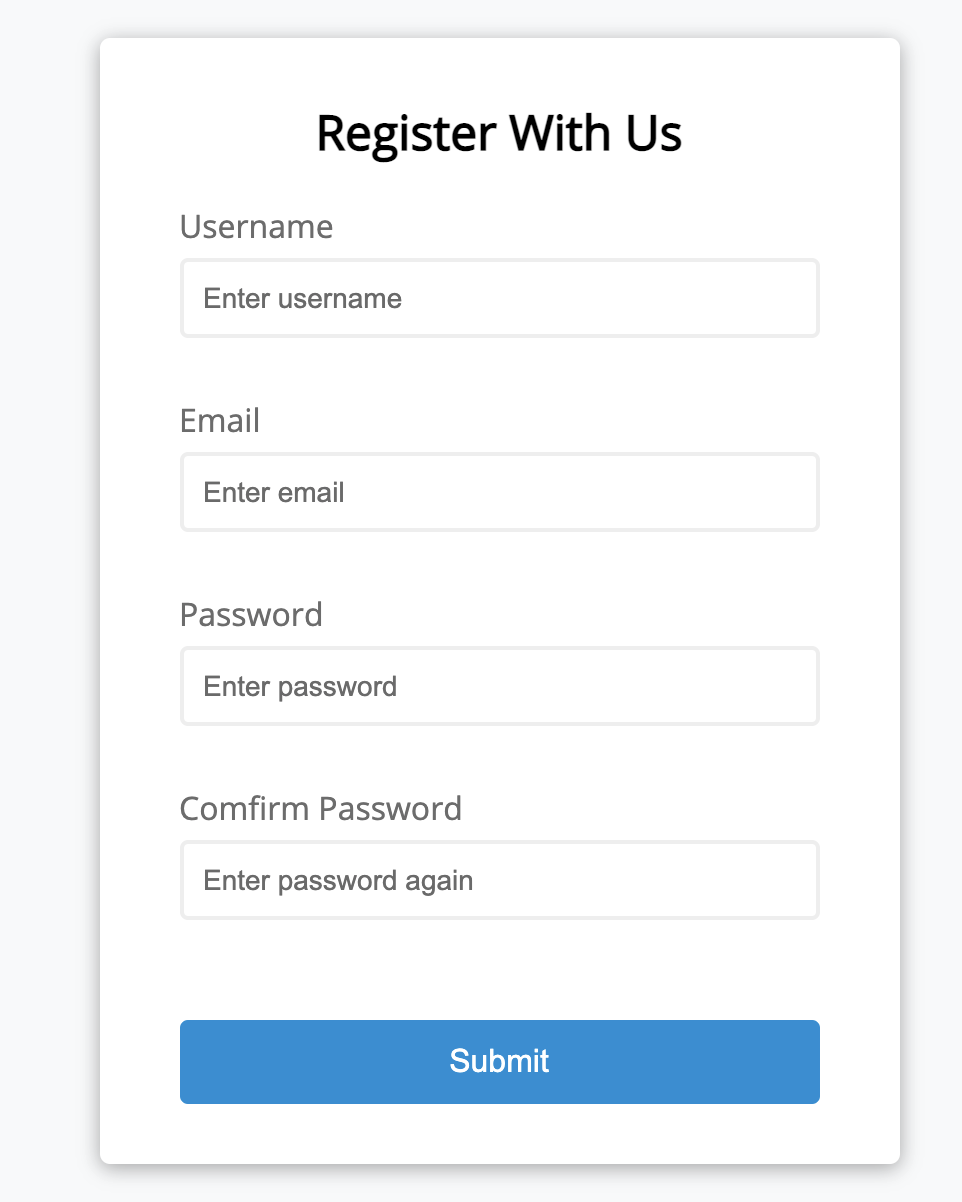 Register With Us
Username
Enter username
Email
Enter email
Password
Enter password
Comfirm Password
Enter password again
Submit